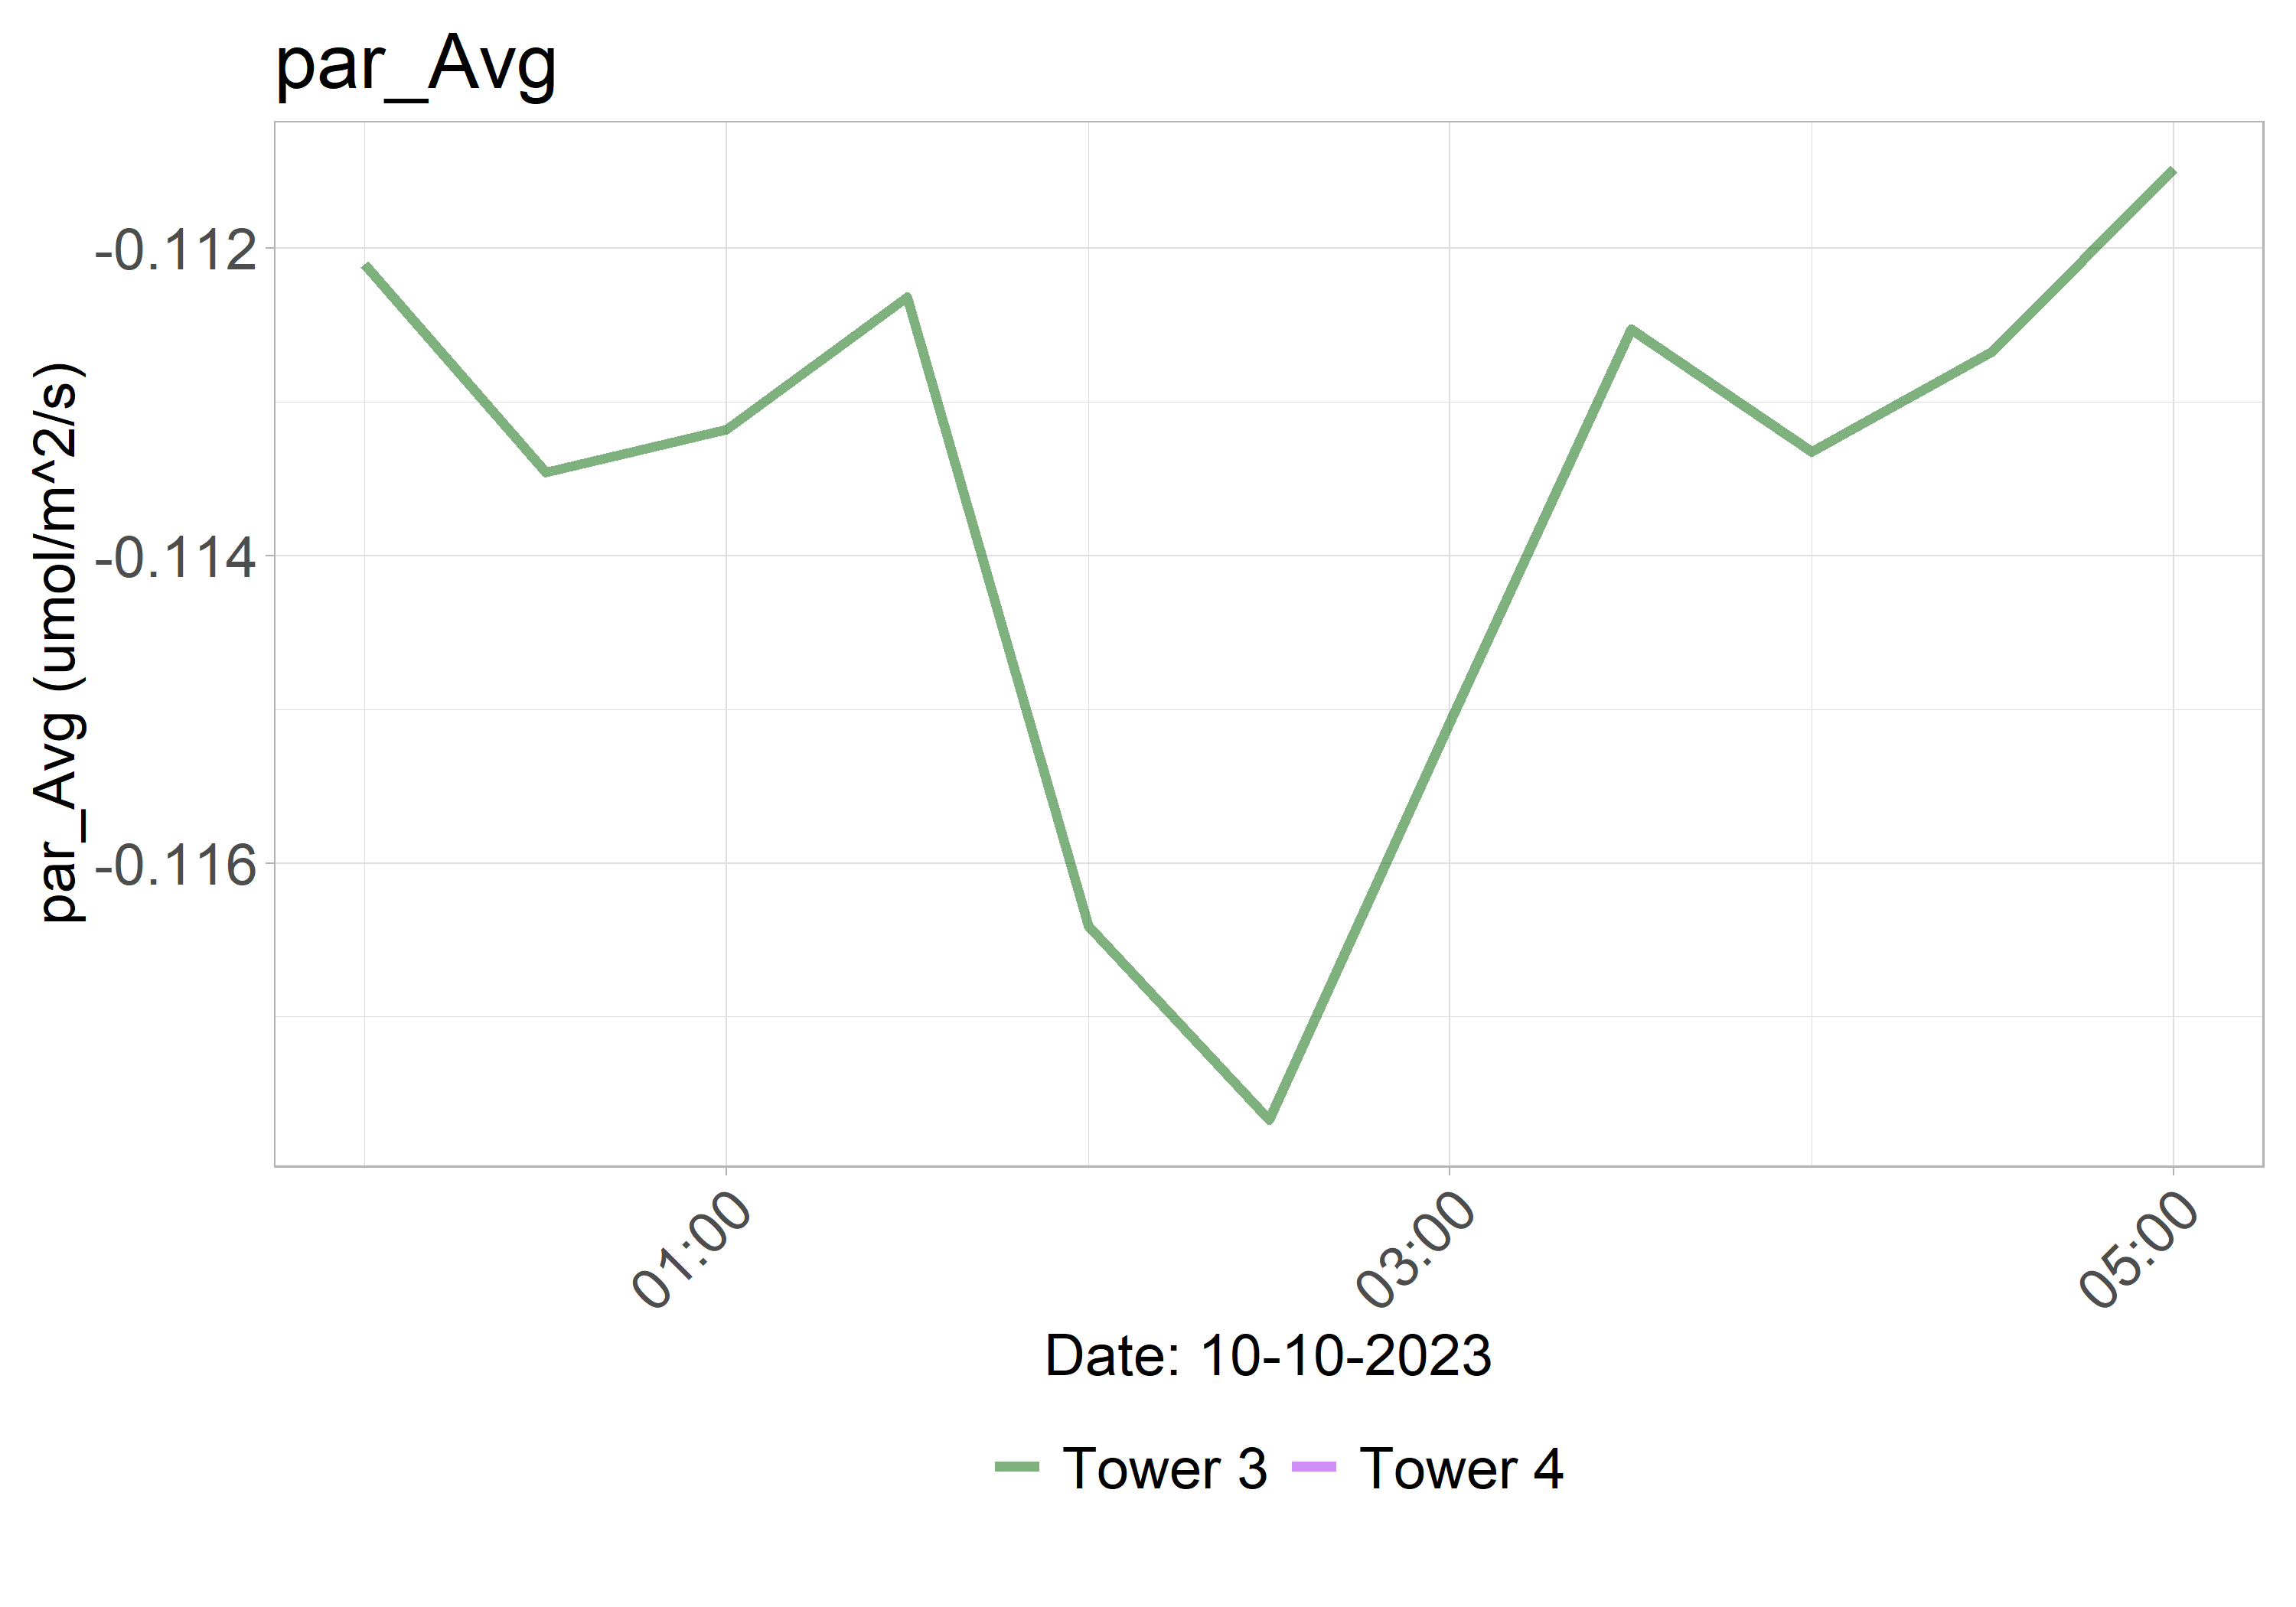 par_Avg
par_Avg (umol/m^2/s)
-0.112
-0.114
-0.116
01:00
03:00
05:00
Date: 10-10-2023
Tower 3
Tower 4